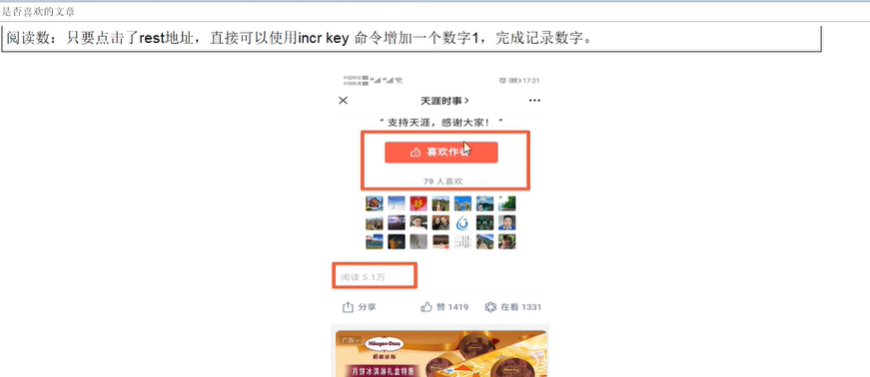 是否喜欢的文章
阅读数：只要点击了rest地址，直接可以使用incr key 命令增加一个数字1，完成记录数字。
17:21
天涯时事
“ 支持天涯，感谢大家！ ”
喜欢作
79 人喜欢
阅读 5.1万
分享
赞 1419
在看 1331
广告
Häagen-Dazs
月饼冰淇淋礼盒特惠